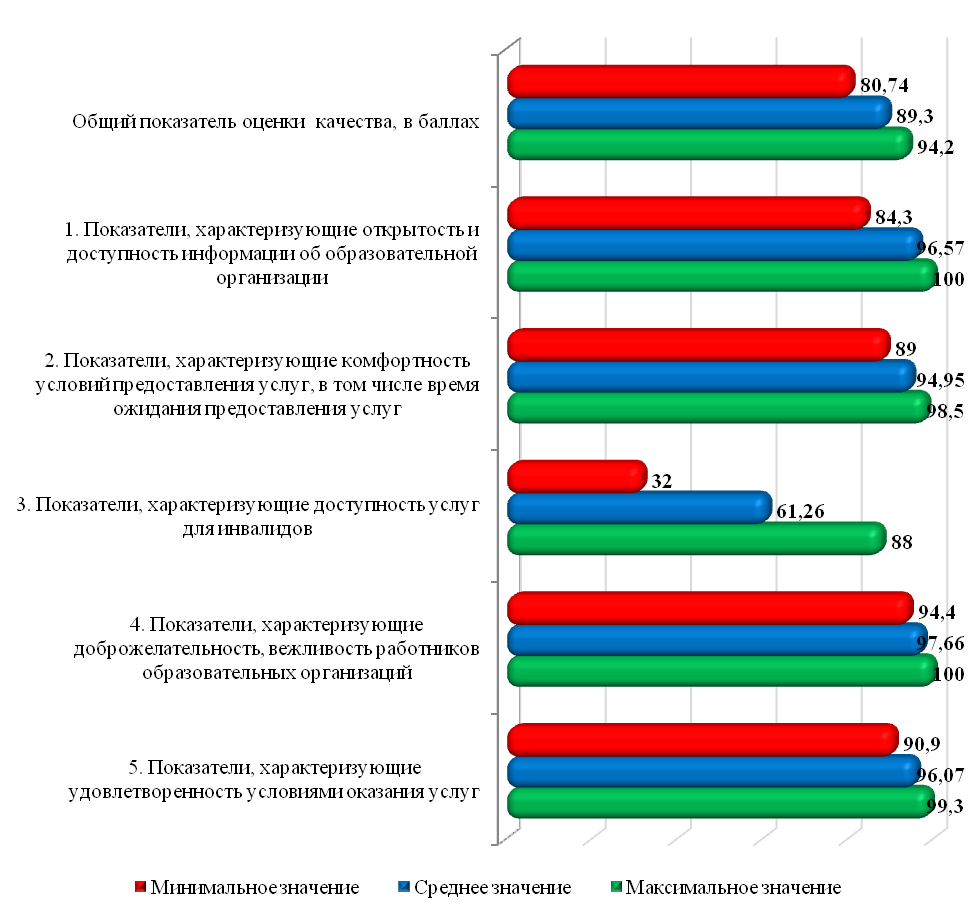 Общий показатель оценки качества, в баллах
80,74
89,3
94,2
1. Показатели, характеризующие открытость и
доступность информации об образовательной
организации
84,3
96,57
100
2. Показатели, характеризующие комфортность
условий предоставления услуг, в том числе время
ожидания предоставления услуг
89
94,95
98,5
3. Показатели, характеризующие доступность услуг
для инвалидов
32
61,26
88
4. Показатели, характеризующие
доброжелательность, вежливость работников
образовательных организаций
94,4
97,66
100
5. Показатели, характеризующие
удовлетворенность условиями оказания услуг
90,9
96,07
99,3
Минимальное значение Среднее значение Максимальное значение